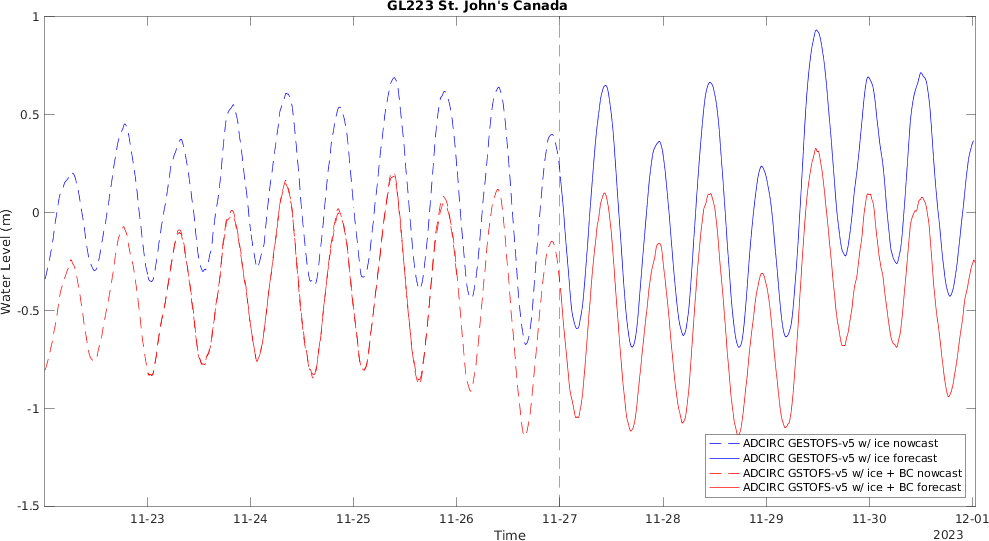 GL223 St. John's Canada
Water Level (m)
1
0.5
0
-0.5
-1
-1.5
ADCIRC GESTOFS-v5 w/ ice nowcast
ADCIRC GESTOFS-v5 w/ ice forecast
ADCIRC GSTOFS-v5 w/ ice + BC nowcast
ADCIRC GSTOFS-v5 w/ ice + BC forecast
11-23 11-24 11-25 11-26 11-27 11-28 11-29 11-30 12-01
Time
2023